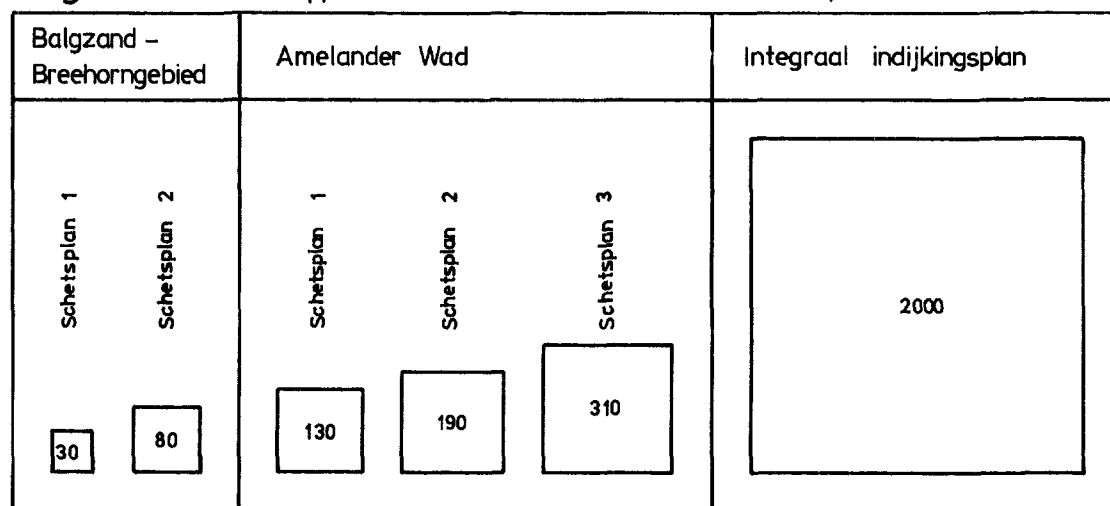 Balgzand –
Breehorngebied
Amelander Wad
Integraal indijkingsplan
Schetsplan 1
Schetsplan 2
Schetsplan 1
Schetsplan 2
Schetsplan 3
30
80
130
190
310
2000